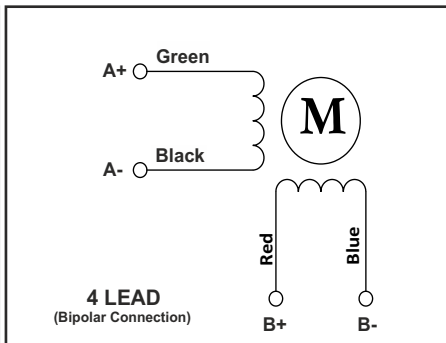 Green
A+
M
Black
A-
Red
Blue
4 LEAD
(Bipolar Connection)
B+
B-